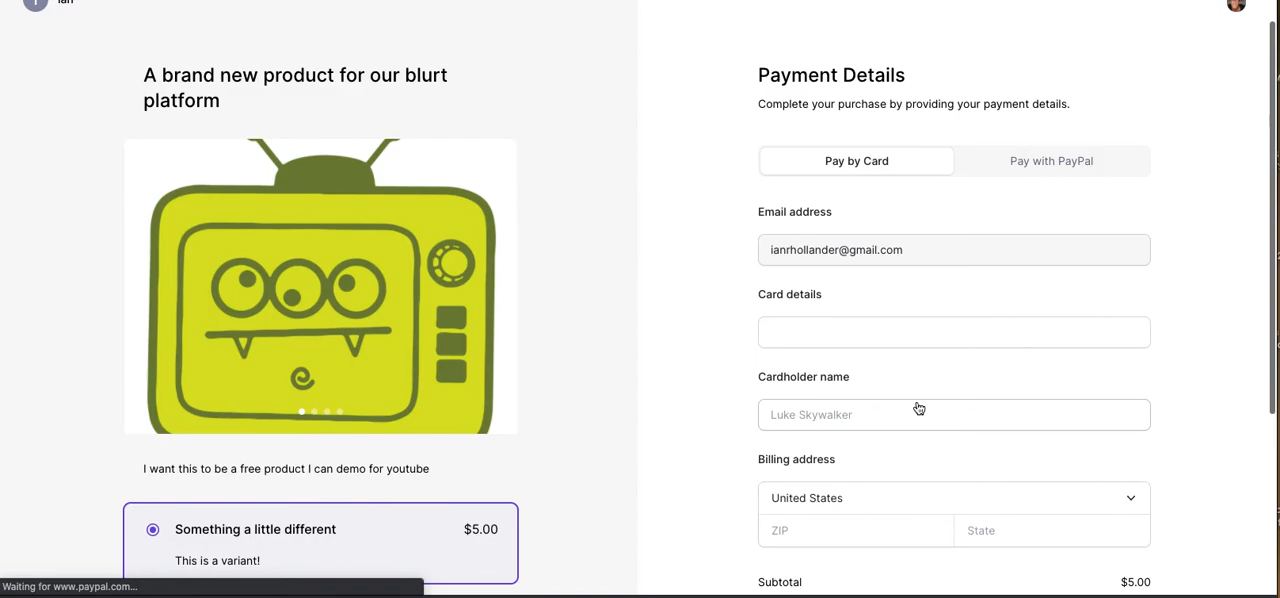 A brand new product for our blurt
platform
I want this to be a free product I can demo for youtube
Something a little different $5.00
This is a variant!
Waiting for www.paypal.com...
Payment Details
Complete your purchase by providing your payment details.
Pay by Card Pay with PayPal
Email address
ianrhollander@gmail.com
Card details
Cardholder name
Luke Skywalker
Billing address
United States
ZIP State
Subtotal $5.00